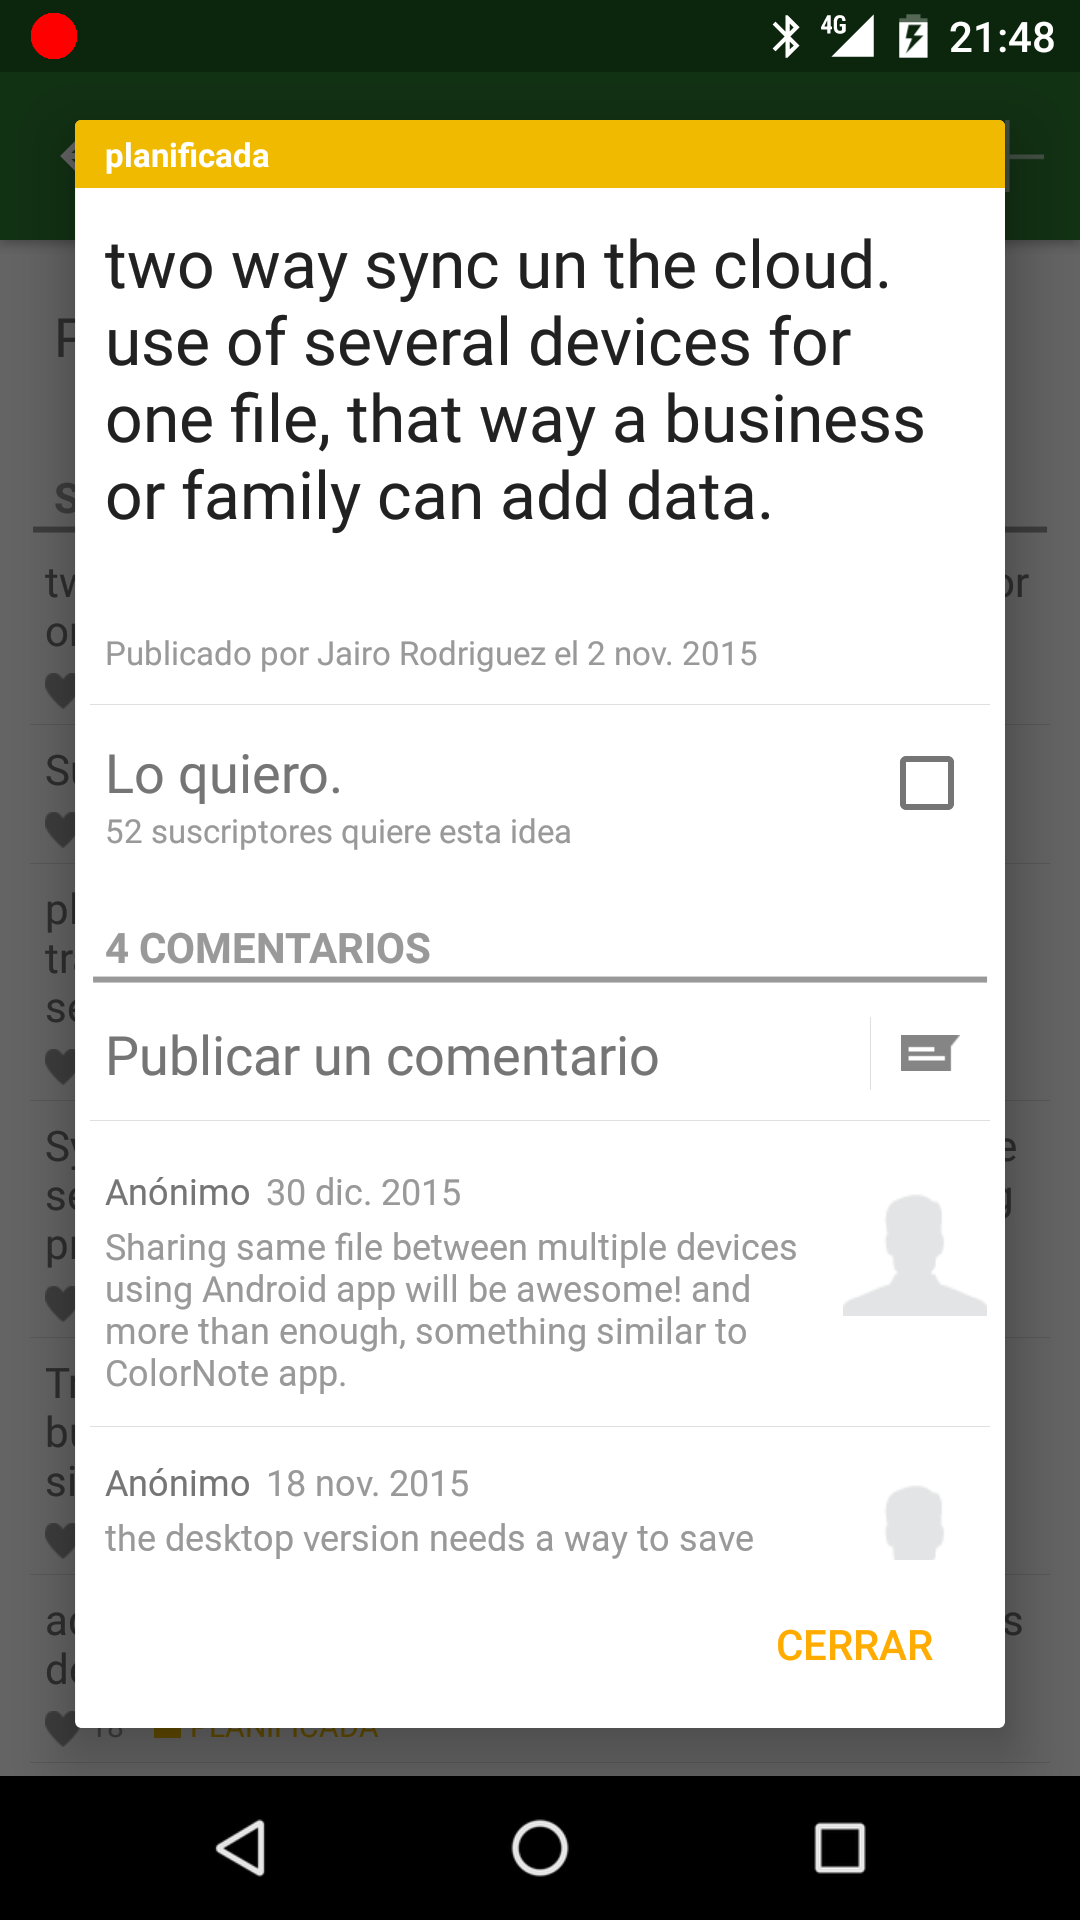 4G 21:48
planificada
two way sync un the cloud.
use of several devices for
one file, that way a business
or family can add data.
Publicado por Jairo Rodriguez el 2 nov. 2015
Lo quiero.
52 suscriptores quiere esta idea
4 COMENTARIOS
Publicar un comentario
Anónimo 30 dic. 2015
Sharing same file between multiple devices
using Android app will be awesome! and
more than enough, something similar to
ColorNote app.
Anónimo 18 nov. 2015
the desktop version needs a way to save
CERRAR
18 PLANIFICADA